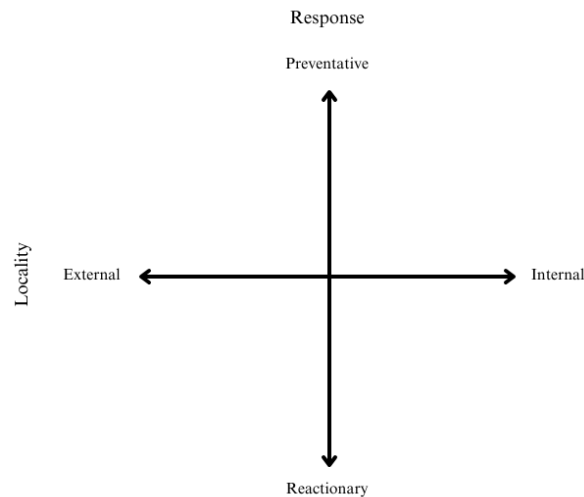 Response
Preventative
Locality
External
Internal
Reactionary